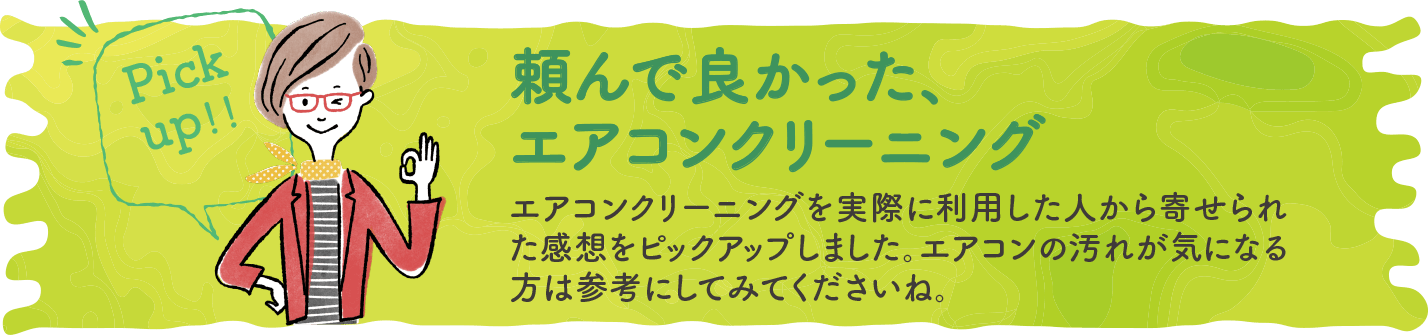 Pick
up!!
頼んで良かった、
エアコンクリーニング
エアコンクリーニングを実際に利用した人から寄せられ
た感想をピックアップしました。エアコンの汚れが気になる
方は参考にしてみてくださいね。